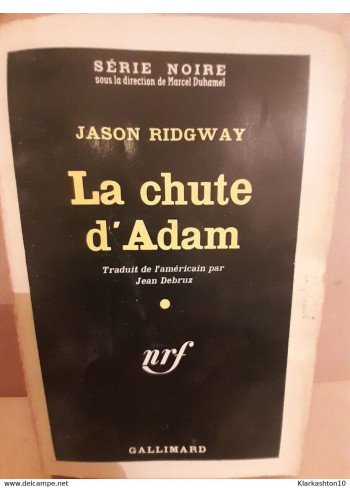 SÉRIE NOIRE
sous la direction de Marcel Duhamel
JASON RIDGWAY
La chute
d'Adam
Traduit de l'américain par
Jean Debruz
nrf
GALLIMARD
www.delcampe.net
Klarkashton10